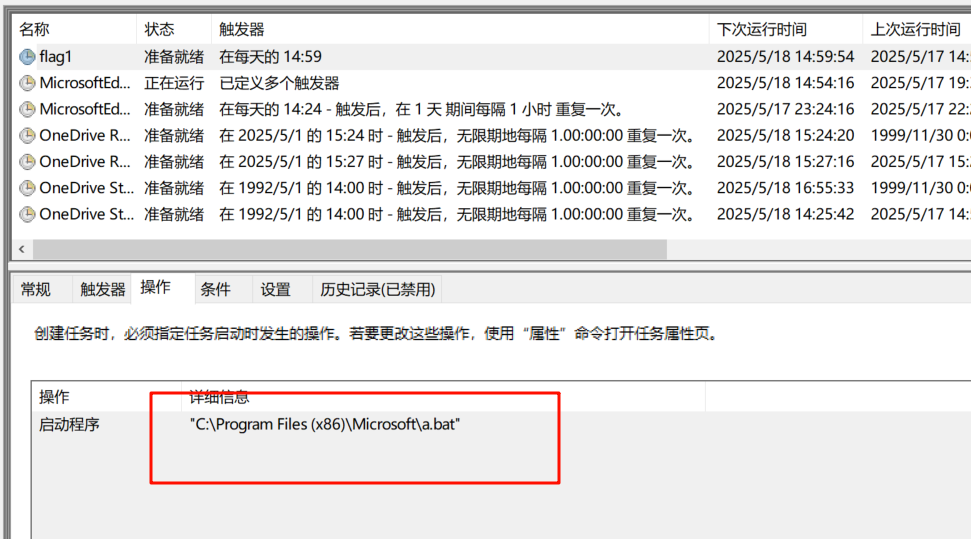 名称 状态 触发器 下次运行时间 上次运行时间
flag1 准备就绪 在每天的 14:59 2025/5/18 14:59:54 2025/5/17 14:5
MicrosoftEd... 正在运行 已定义多个触发器 2025/5/18 14:54:16 2025/5/17 19:
MicrosoftEd... 准备就绪 在每天的 14:24 - 触发后，在 1 天 期间每隔 1 小时 重复一次。 2025/5/17 23:24:16 2025/5/17 22:
OneDrive R... 准备就绪 在 2025/5/1 的 15:24 时 - 触发后，无限期地每隔 1.00:00:00 重复一次。 2025/5/18 15:24:20 1999/11/30 0:
OneDrive R... 准备就绪 在 2025/5/1 的 15:27 时 - 触发后，无限期地每隔 1.00:00:00 重复一次。 2025/5/18 15:27:16 2025/5/17 15:
OneDrive St... 准备就绪 在 1992/5/1 的 14:00 时 - 触发后，无限期地每隔 1.00:00:00 重复一次。 2025/5/18 16:55:33 1999/11/30 0:
OneDrive St... 准备就绪 在 1992/5/1 的 14:00 时 - 触发后，无限期地每隔 1.00:00:00 重复一次。 2025/5/18 14:25:42 2025/5/17 14:
常规 触发器 操作 条件 设置 历史记录(已禁用)
创建任务时，必须指定任务启动时发生的操作。若要更改这些操作，使用“属性”命令打开任务属性页。
操作 详细信息
启动程序 "C:\Program Files (x86)\Microsoft\a.bat"